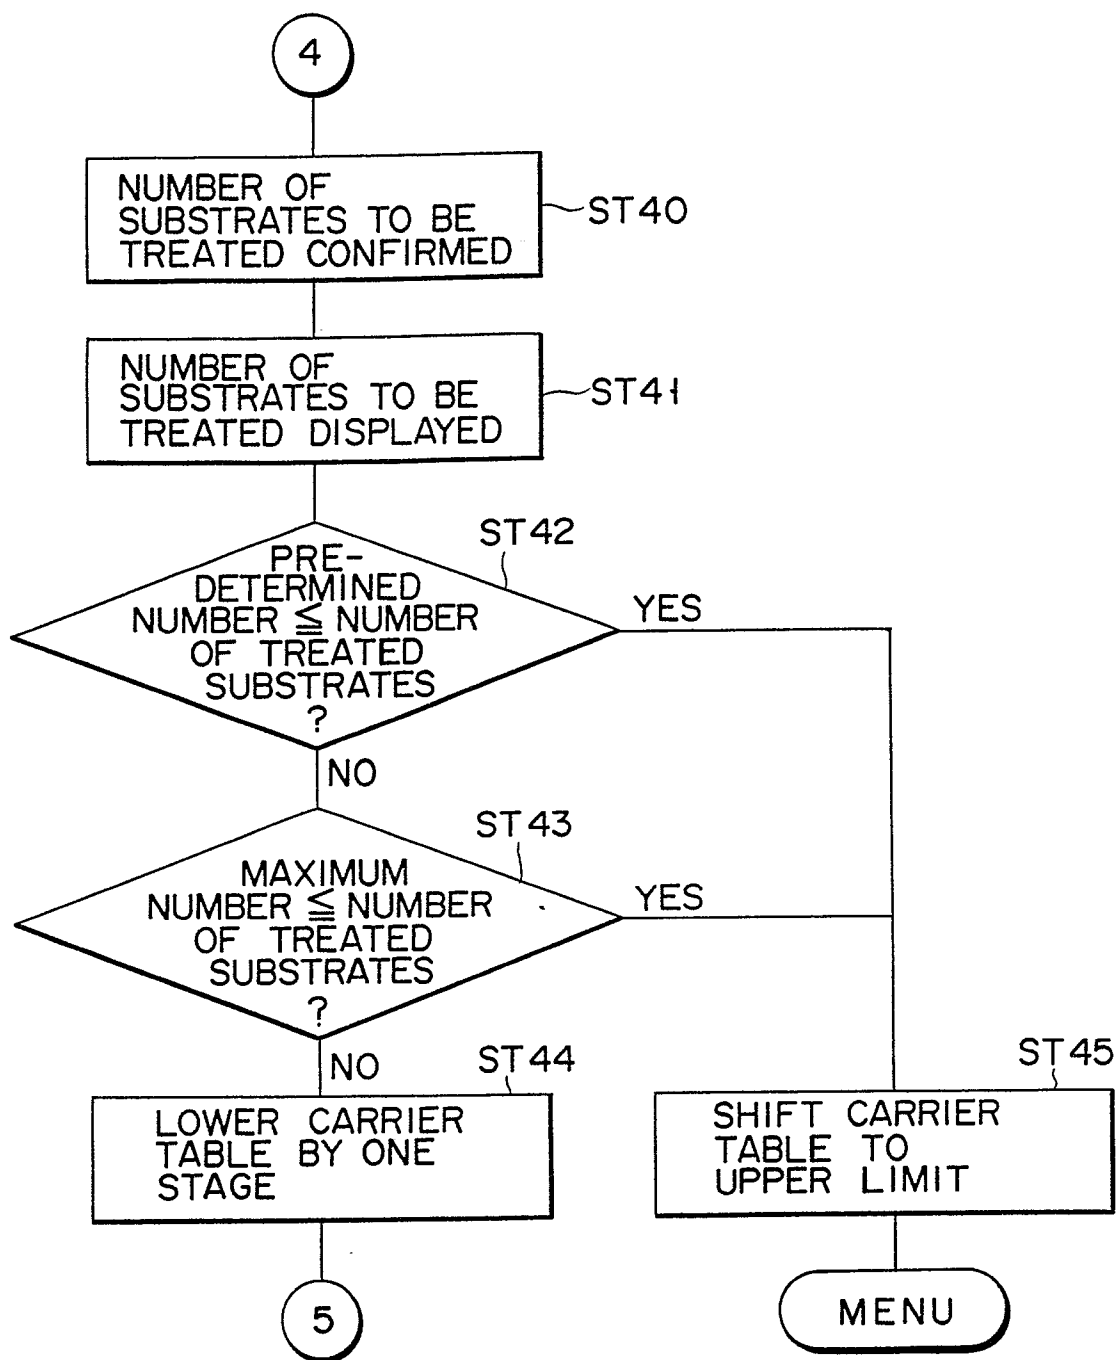 4
NUMBER OF
SUBSTRATES TO BE
TREATED CONFIRMED
ST40
NUMBER OF
SUBSTRATES TO BE
TREATED DISPLAYED
ST41
ST42
PRE-
DETERMINED
NUMBER ≦ NUMBER
OF TREATED
SUBSTRATES
?
YES
NO
ST43
MAXIMUM
NUMBER ≦ NUMBER
OF TREATED
SUBSTRATES
?
YES
NO
ST44
LOWER CARRIER
TABLE BY ONE
STAGE
5
ST45
SHIFT CARRIER
TABLE TO
UPPER LIMIT
MENU